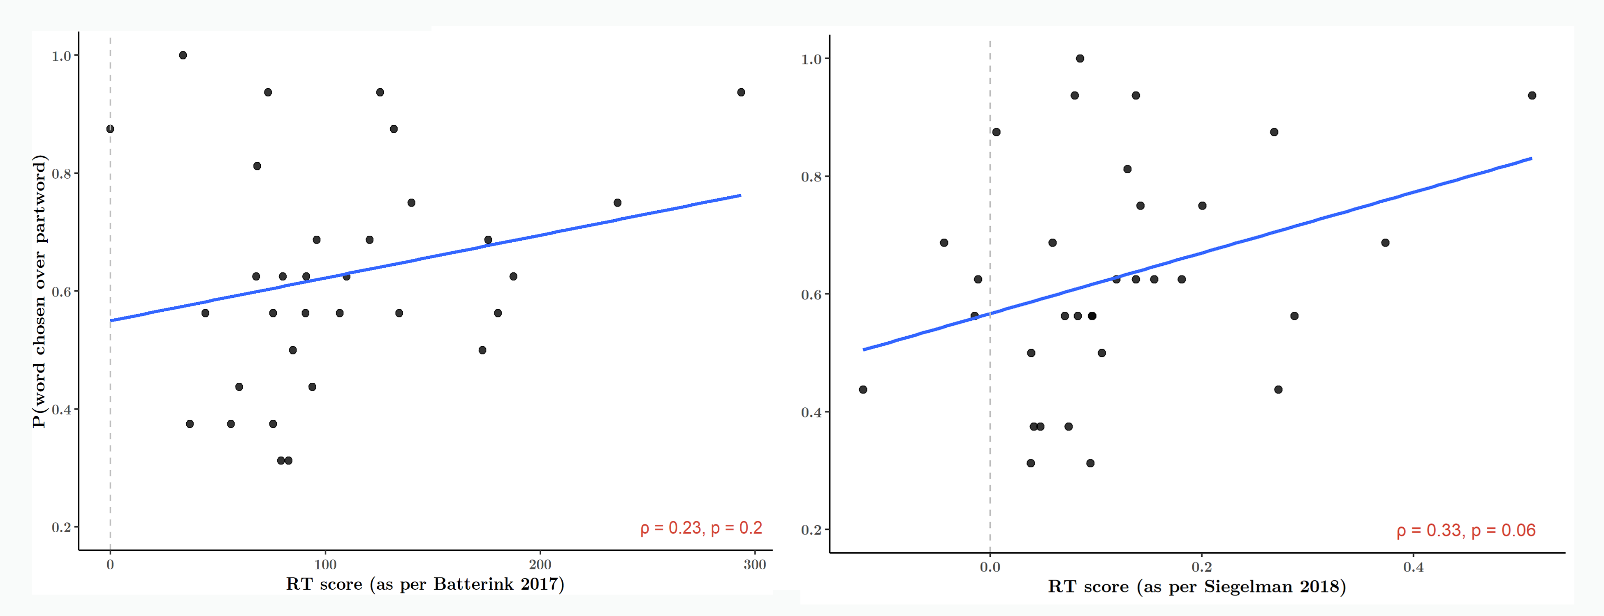 P(word chosen over partword)
1.0
0.8
0.6
0.4
0.2
ρ = 0.23, p = 0.2
0 100 200 300
RT score (as per Batterink 2017)
1.0
0.8
0.6
0.4
0.2
ρ = 0.33, p = 0.06
0.0 0.2 0.4
RT score (as per Siegelman 2018)